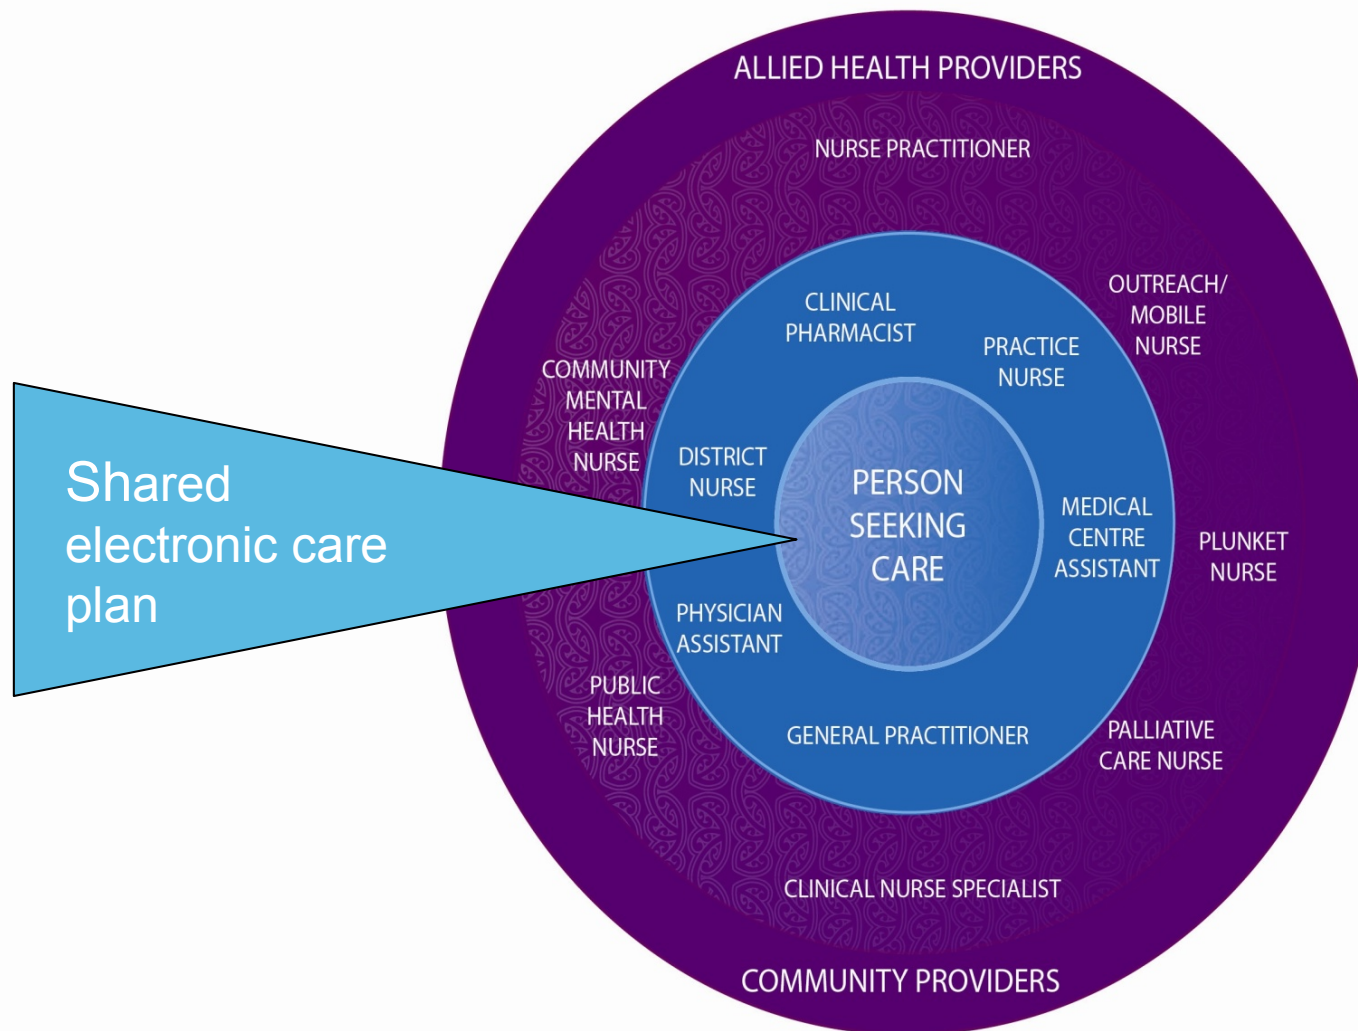 ALLIED HEALTH PROVIDERS
NURSE PRACTITIONER
OUTREACH/
MOBILE
NURSE
CLINICAL
PHARMACIST
PRACTICE
NURSE
COMMUNITY
MENTAL
HEALTH
NURSE
DISTRICT
NURSE
PERSON
SEEKING
CARE
MEDICAL
CENTRE
ASSISTANT
PLUNKET
NURSE
Shared
electronic care
plan
PHYSICIAN
ASSISTANT
PUBLIC
HEALTH
NURSE
GENERAL PRACTITIONER
PALLIATIVE
CARE NURSE
CLINICAL NURSE SPECIALIST
COMMUNITY PROVIDERS